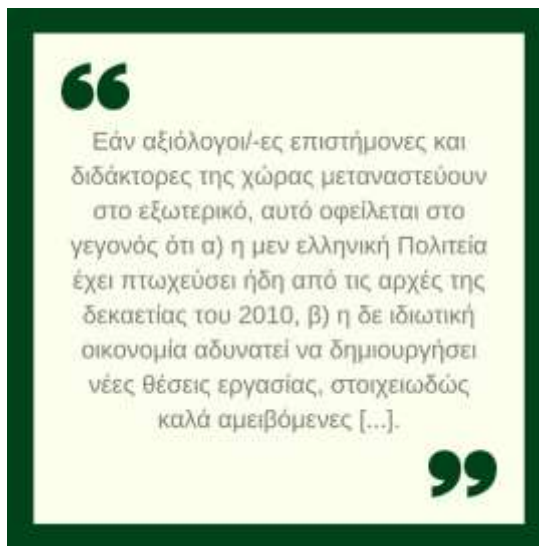 “
Εάν αξιόλογοι/-ες επιστήμονες και
διδάκτορες της χώρας μεταναστεύουν
στο εξωτερικό, αυτό οφείλεται στο
γεγονός ότι α) η μεν ελληνική Πολιτεία
έχει πτωχεύσει ήδη από τις αρχές της
δεκαετίας του 2010, β) η δε ιδιωτική
οικονομία αδυνατεί να δημιουργήσει
νέες θέσεις εργασίας, στοιχειωδώς
καλά αμειβόμενες [...].
”